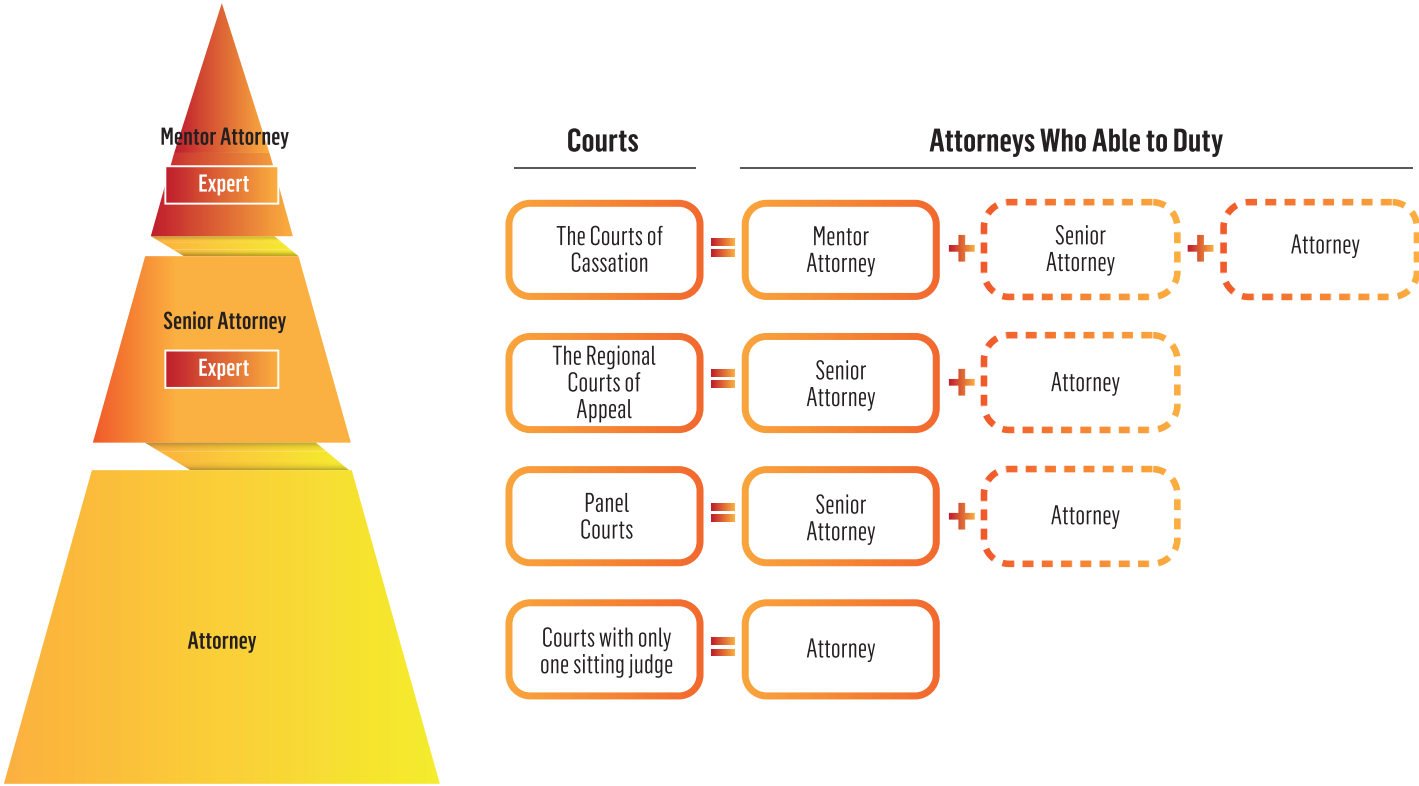 Mentor Attorney
Expert
Senior Attorney
Expert
Attorney
Courts
Attorneys Who Able to Duty
The Courts of
Cassation
Mentor
Attorney
Senior
Attorney
Attorney
The Regional
Courts of
Appeal
Senior
Attorney
Attorney
Panel
Courts
Senior
Attorney
Attorney
Courts with only
one sitting judge
Attorney